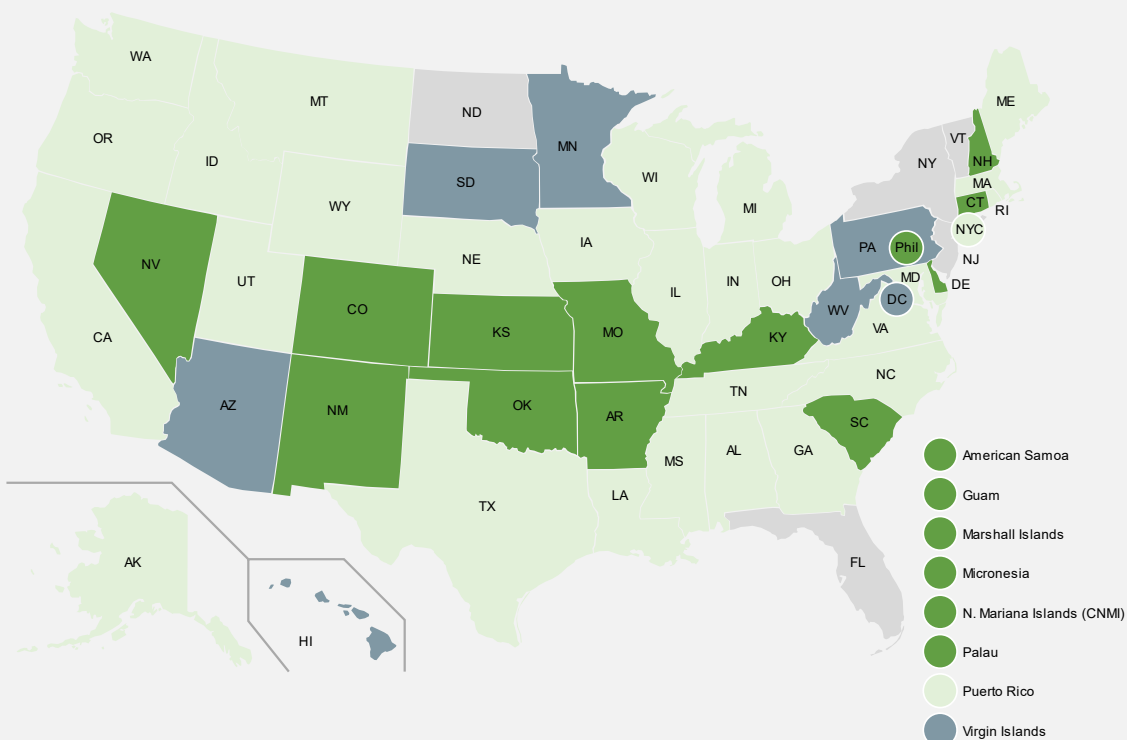 WA
ME
MT
ND
VT
OR
MN
NH
ID
NY
WI
SD
MA
CT
WY
MI
RI
NYC
IA
PA
Phil
NJ
NE
NV
MD
UT
IN
OH
DE
IL
DC
CO
WV
KS
MO
VA
CA
KY
NC
TN
AZ
OK
NM
AR
SC
MS
AL
GA
American Samoa
LA
Guam
TX
Marshall Islands
AK
FL
Micronesia
N. Mariana Islands (CNMI)
HI
Palau
Puerto Rico
Virgin Islands